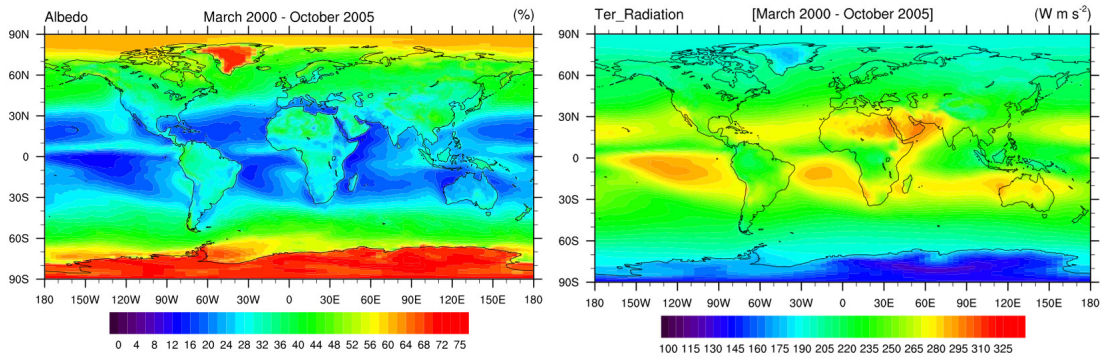 Albedo March 2000 - October 2005 (%)
90N
60N
30N
0
30S
60S
90S
180 150W 120W 90W 60W 30W 0 30E 60E 90E 120E 150E 180
0 4 8 12 16 20 24 28 32 36 40 44 48 52 56 60 64 68 72 75
Ter_Radiation [March 2000 - October 2005] (W m s⁻²)
90N
60N
30N
0
30S
60S
90S
180 150W 120W 90W 60W 30W 0 30E 60E 90E 120E 150E 180
100 115 130 145 160 175 190 205 220 235 250 265 280 295 310 325